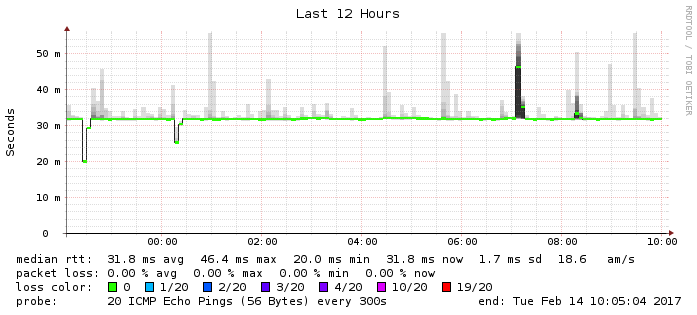 Last 12 Hours
RRDTOOL / TOBI OETIKER
Seconds
50 m
40 m
30 m
20 m
10 m
0
00:00 02:00 04:00 06:00 08:00 10:00
median rtt: 31.8 ms avg 46.4 ms max 20.0 ms min 31.8 ms now 1.7 ms sd 18.6 am/s
packet loss: 0.00 % avg 0.00 % max 0.00 % min 0.00 % now
loss color: 0 1/20 2/20 3/20 4/20 10/20 19/20
probe: 20 ICMP Echo Pings (56 Bytes) every 300s end: Tue Feb 14 10:05:04 2017